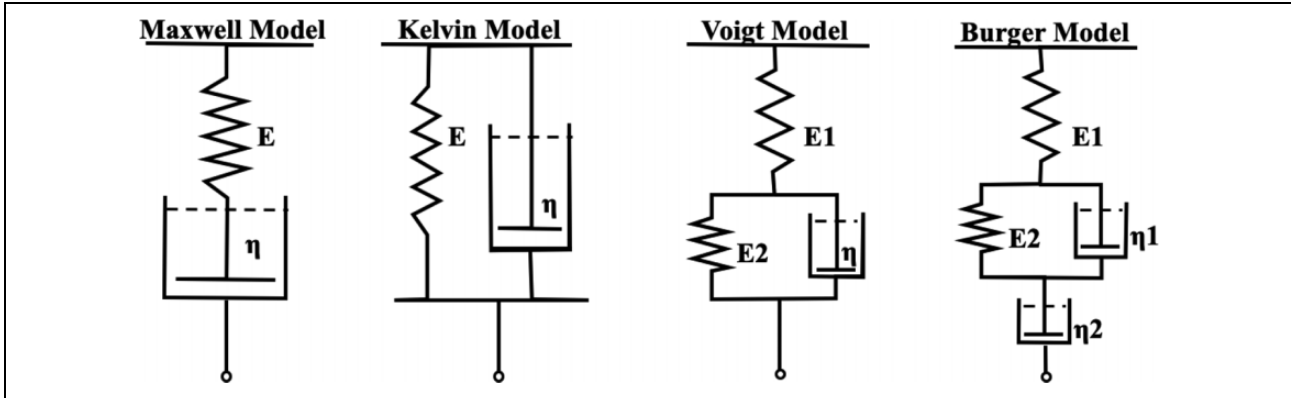 Maxwell Model
E
η
Kelvin Model
E
η
Voigt Model
E1
E2
η
Burger Model
E1
E2
η1
η2